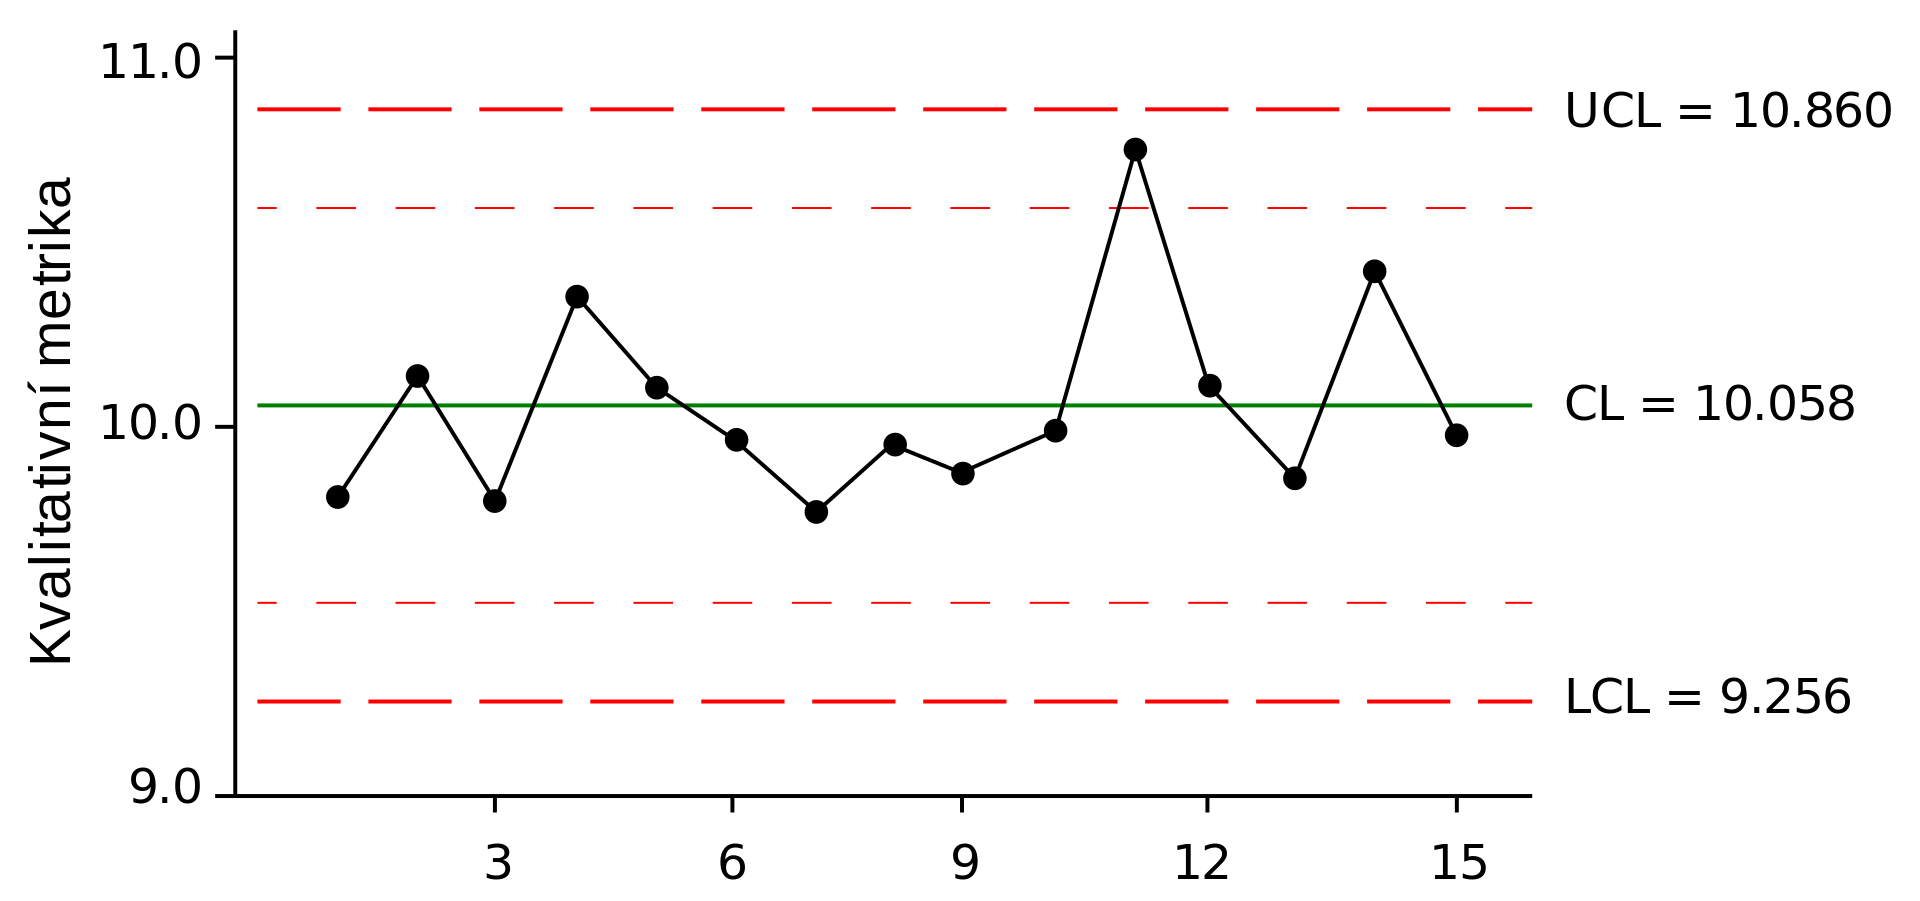 Kvalitativní metrika
11.0
10.0
9.0
3
6
9
12
15
UCL = 10.860
CL = 10.058
LCL = 9.256